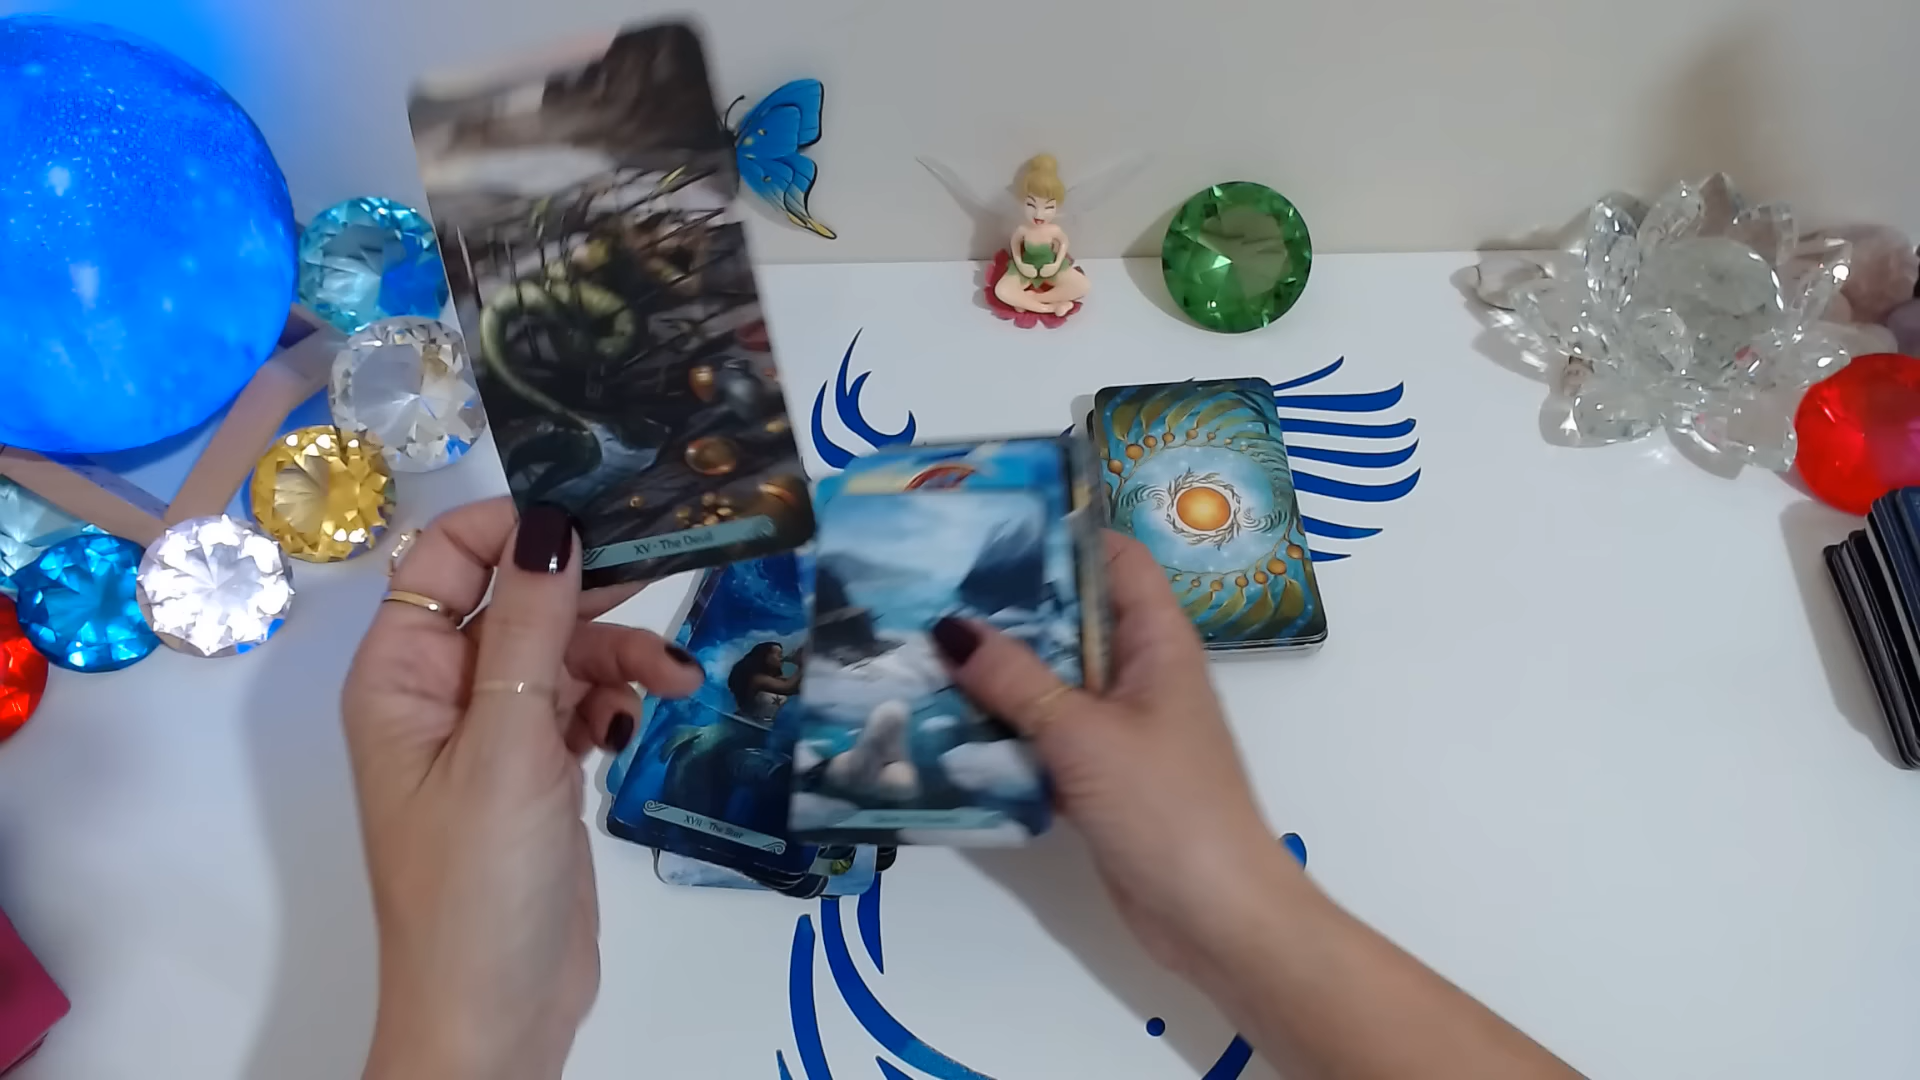 XV - The Devil
XVII - The Star